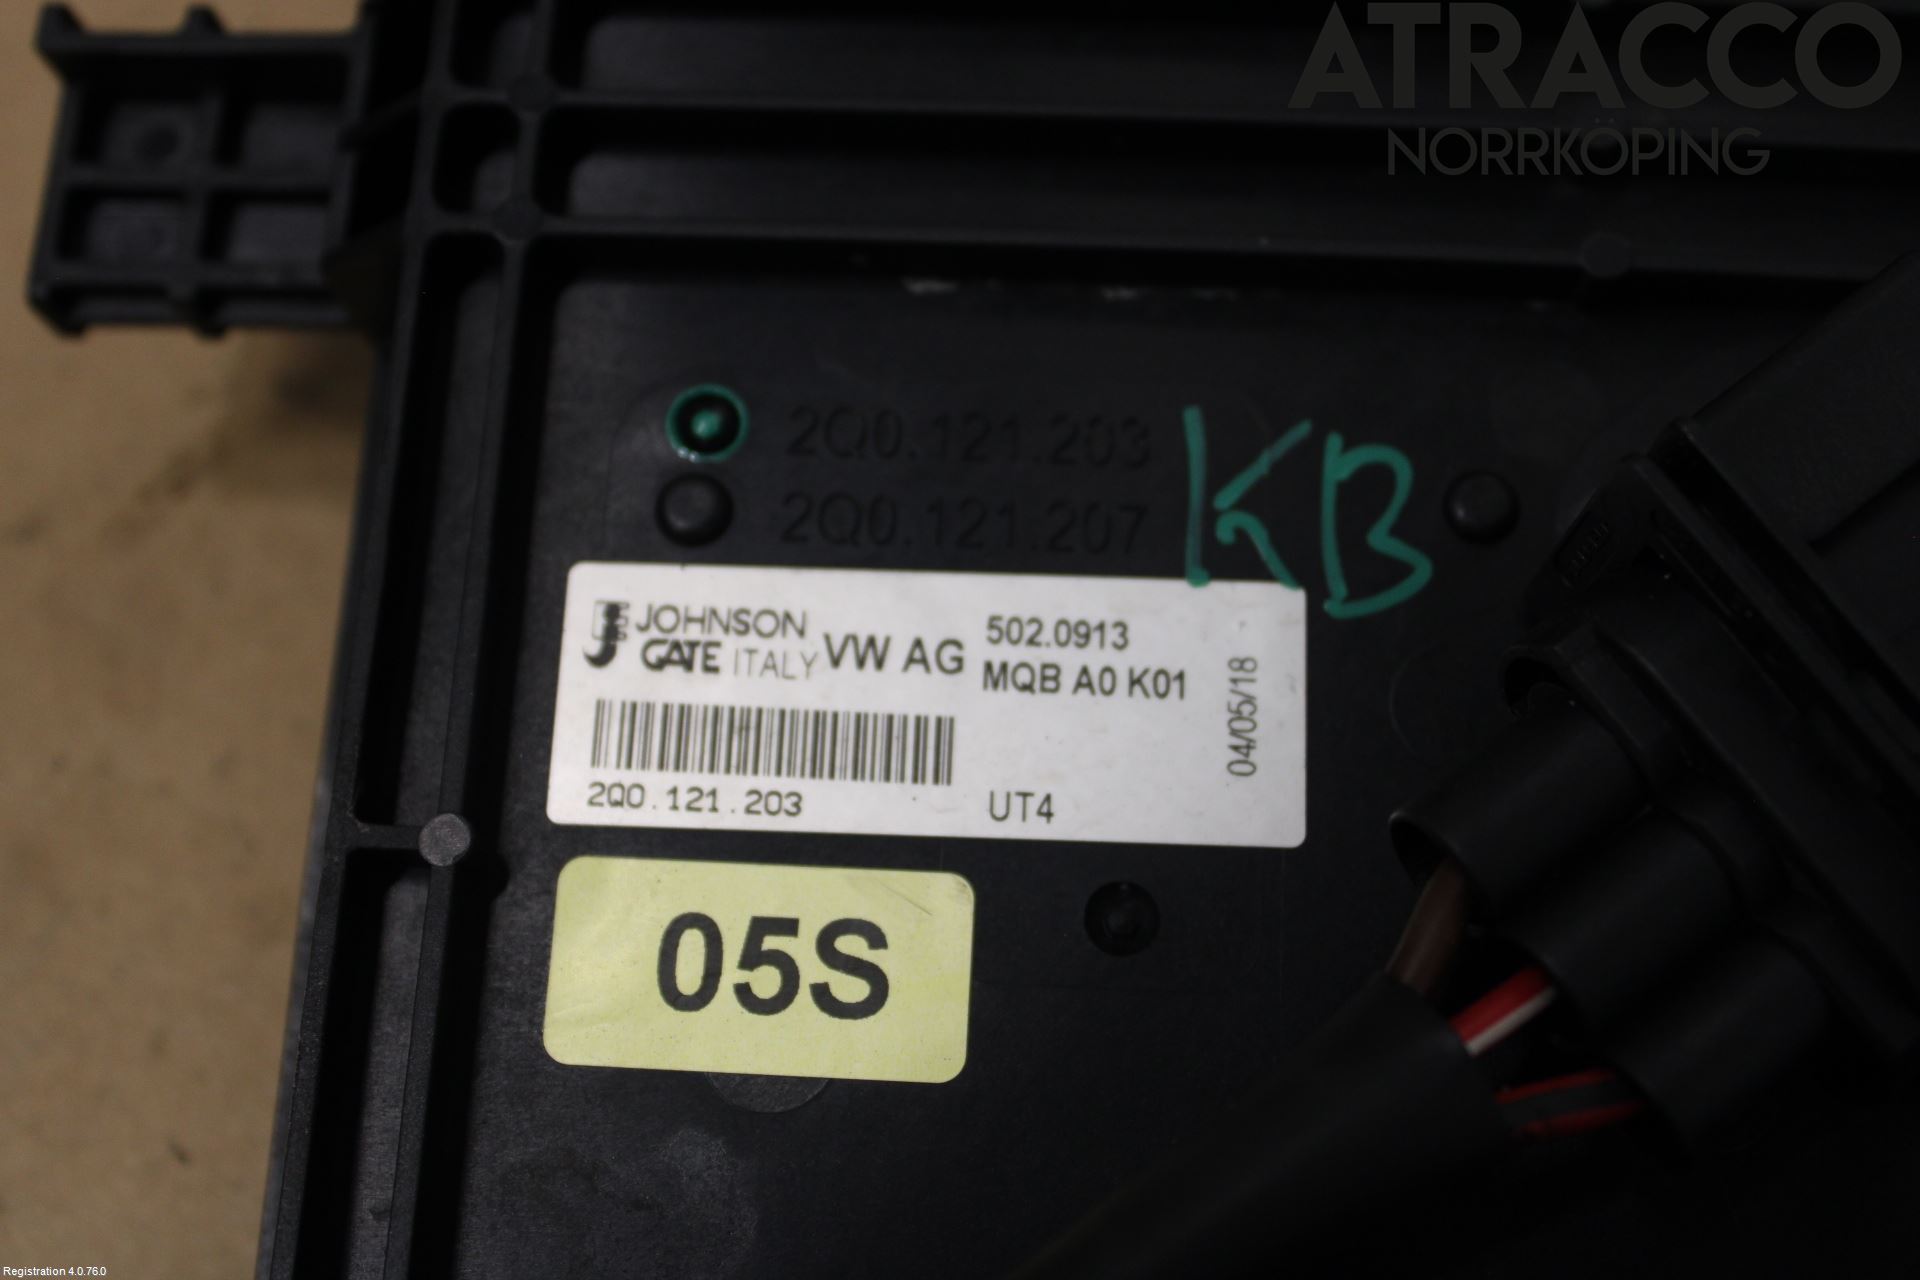 ATRACCO
NORRKÖPING
2Q0.121.203
2Q0.121.207
KB
JOHNSON
GATE ITALY
VW AG
502.0913
MQB A0 K01
04/05/18
2Q0.121.203
UT4
05S
Registration 4.0.76.0